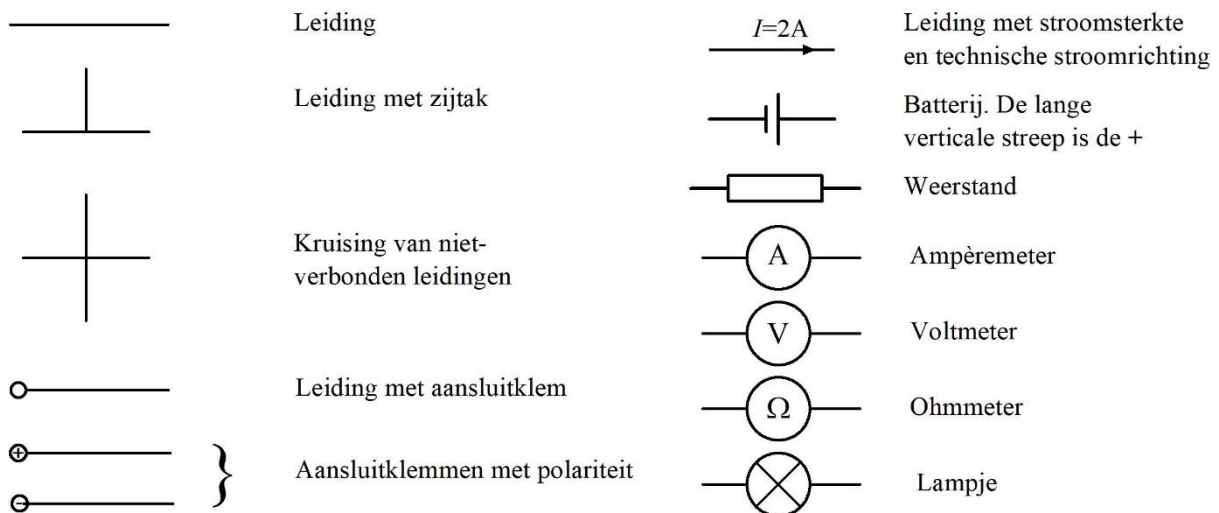 Leiding
Leiding met zijtak
Kruising van niet-
verbonden leidingen
Leiding met aansluitklem
+
-
Aansluitklemmen met polariteit
I=2A
Leiding met stroomsterkte
en technische stroomrichting
Batterij. De lange
verticale streep is de +
Weerstand
A
Ampèremeter
V
Voltmeter
Ω
Ohmmeter
Lampje